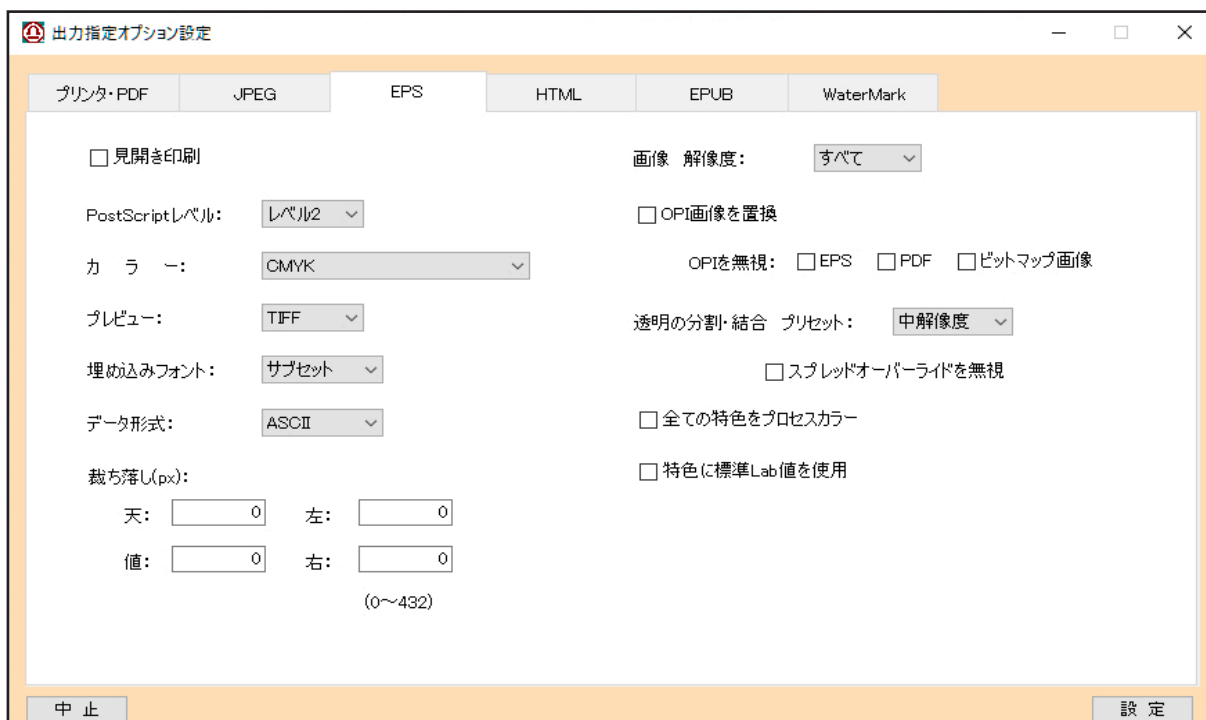 出力指定オプション設定
プリンタ・PDF JPEG EPS HTML EPUB WaterMark
見開き印刷
PostScriptレベル: レベル2
カ ラ ー: CMYK
プレビュー: TIFF
埋め込みフォント: サブセット
データ形式: ASCII
裁ち落し(px):
天: 0 左: 0
値: 0 右: 0
(0～432)
画像 解像度: すべて
OPI画像を置換
OPIを無視: EPS PDF ビットマップ画像
透明の分割・結合 プリセット: 中解像度
スプレッドオーバーライドを無視
全ての特色をプロセスカラー
特色に標準Lab値を使用
中 止 設 定